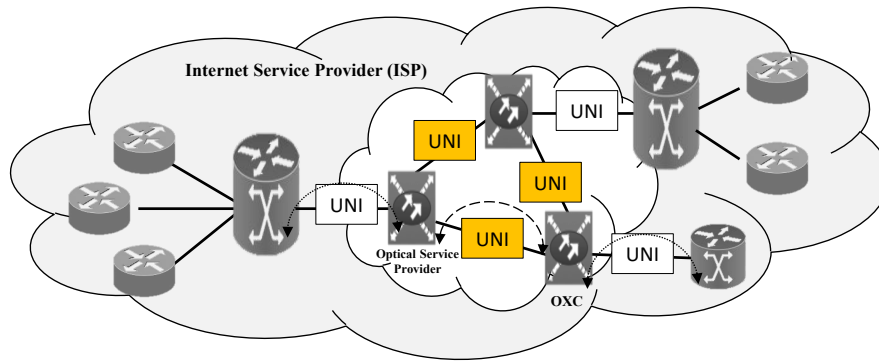 Internet Service Provider (ISP)
UNI
UNI
UNI
UNI
UNI
UNI
Optical Service
Provider
OXC